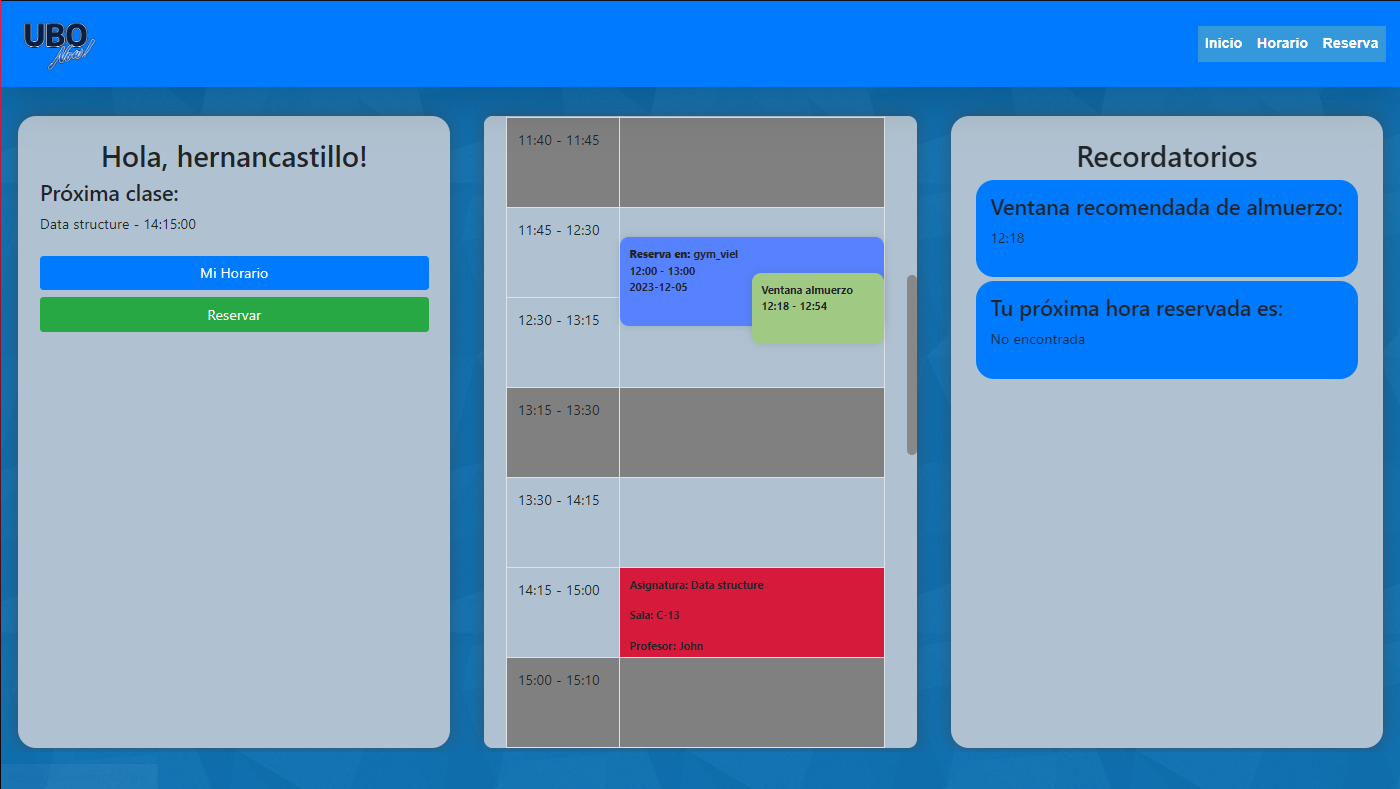 UBO
Now!
Inicio Horario Reserva
Hola, hernancastillo!
Próxima clase:
Data structure - 14:15:00
Mi Horario
Reservar
11:40 - 11:45
11:45 - 12:30
Reserva en: gym_viel
12:00 - 13:00
2023-12-05
Ventana almuerzo
12:18 - 12:54
12:30 - 13:15
13:15 - 13:30
13:30 - 14:15
14:15 - 15:00
Asignatura: Data structure
Sala: C-13
Profesor: John
15:00 - 15:10
Recordatorios
Ventana recomendada de almuerzo:
12:18
Tu próxima hora reservada es:
No encontrada